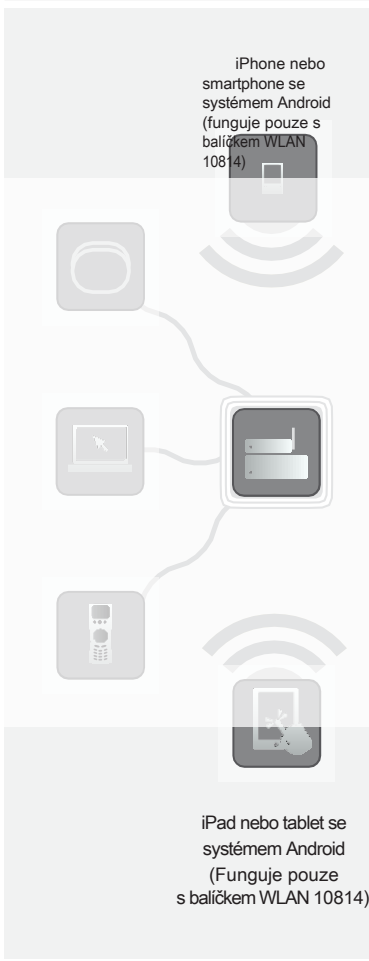 iPhone nebo
smartphone se
systémem Android
(funguje pouze s
balíčkem WLAN
10814)
iPad nebo tablet se
systémem Android
(Funguje pouze
s balíčkem WLAN 10814)